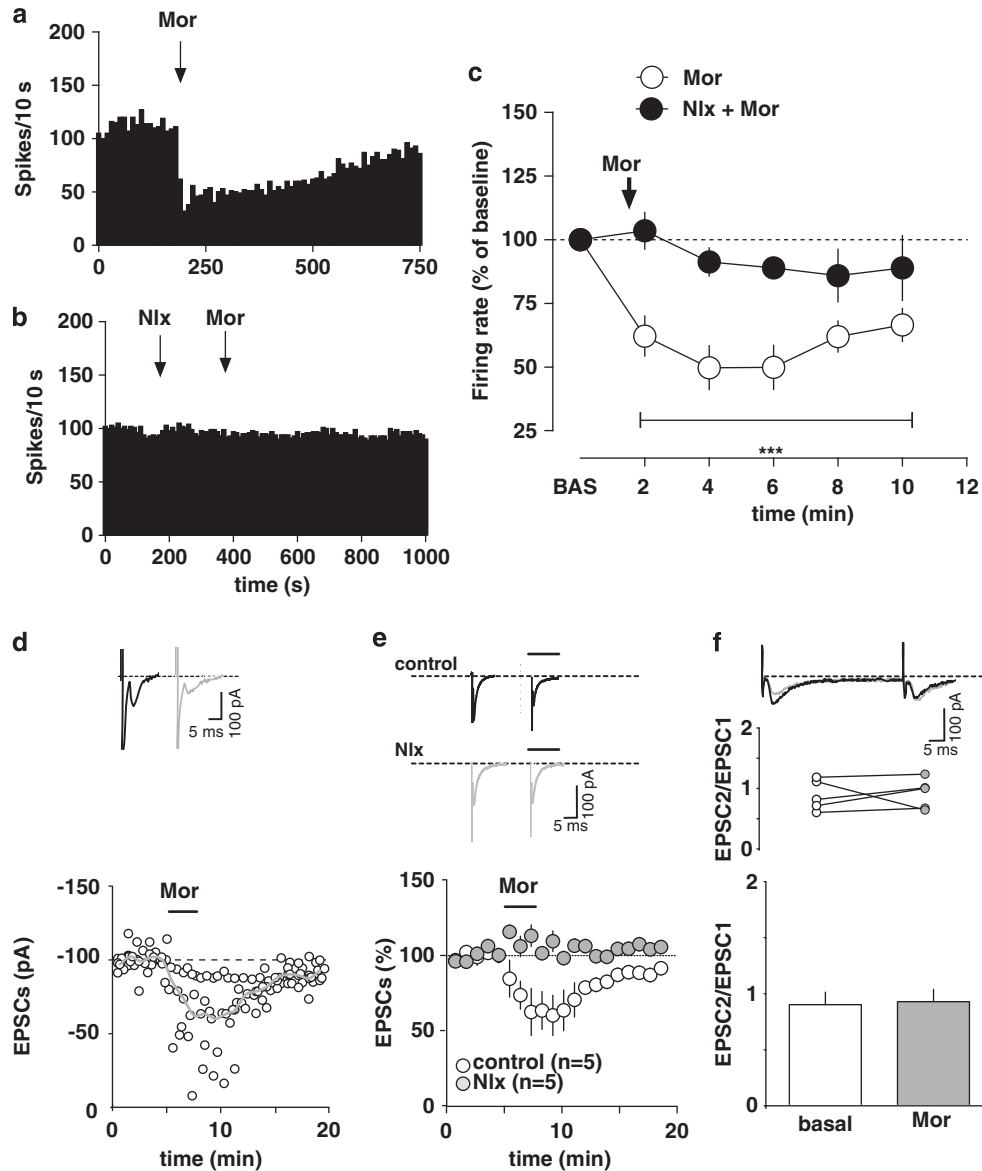 a
Mor
200
150
100
50
0
Spikes/10 s
0 250 500 750
b
Nlx Mor
200
150
100
50
0
Spikes/10 s
0 200 400 600 800 1000
time (s)
c
Mor
Nlx + Mor
150
125
100
75
50
25
Firing rate (% of baseline)
Mor
***
BAS 2 4 6 8 10 12
time (min)
d
5 ms
100 pA
Mor
-150
-100
-50
0
EPSCs (pA)
0 10 20
time (min)
e
control
Nlx
5 ms
100 pA
Mor
150
100
50
0
EPSCs (%)
control (n=5)
Nlx (n=5)
0 5 10 20
time (min)
f
5 ms
100 pA
2
1
0
EPSC2/EPSC1
2
1
0
EPSC2/EPSC1
basal Mor